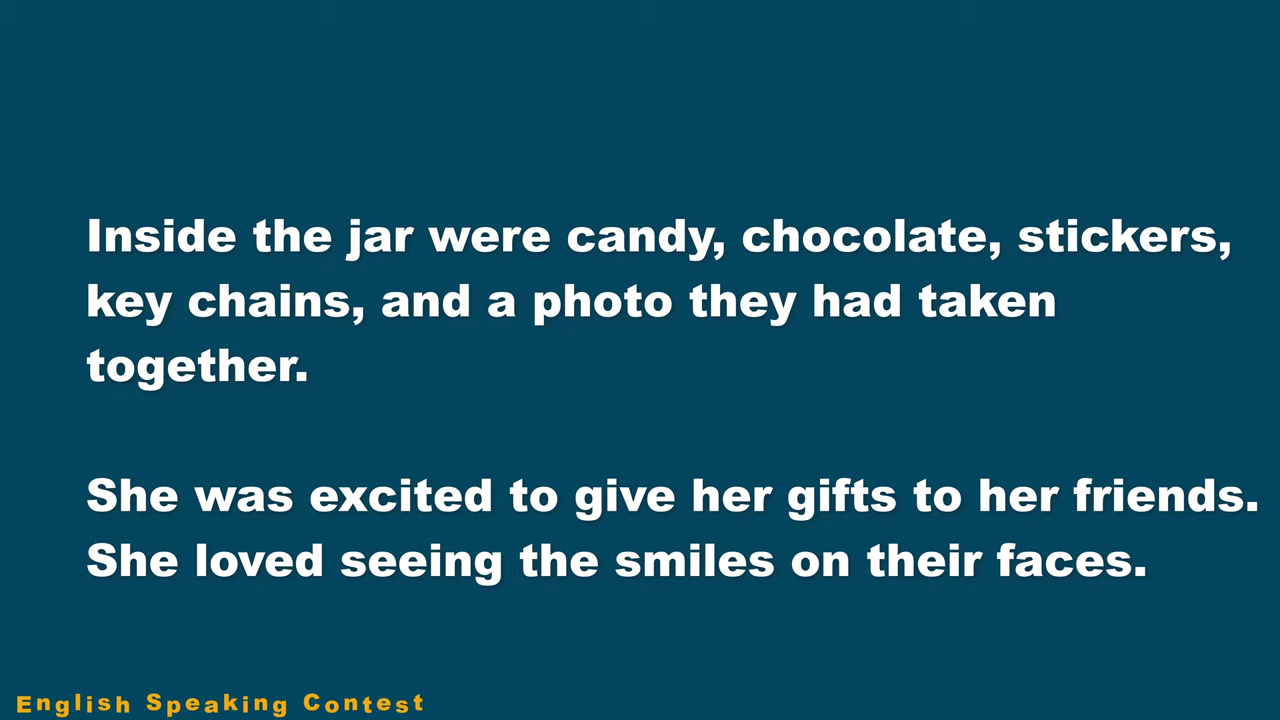 Inside the jar were candy, chocolate, stickers,
key chains, and a photo they had taken
together.
She was excited to give her gifts to her friends.
She loved seeing the smiles on their faces.
English Speaking Contest